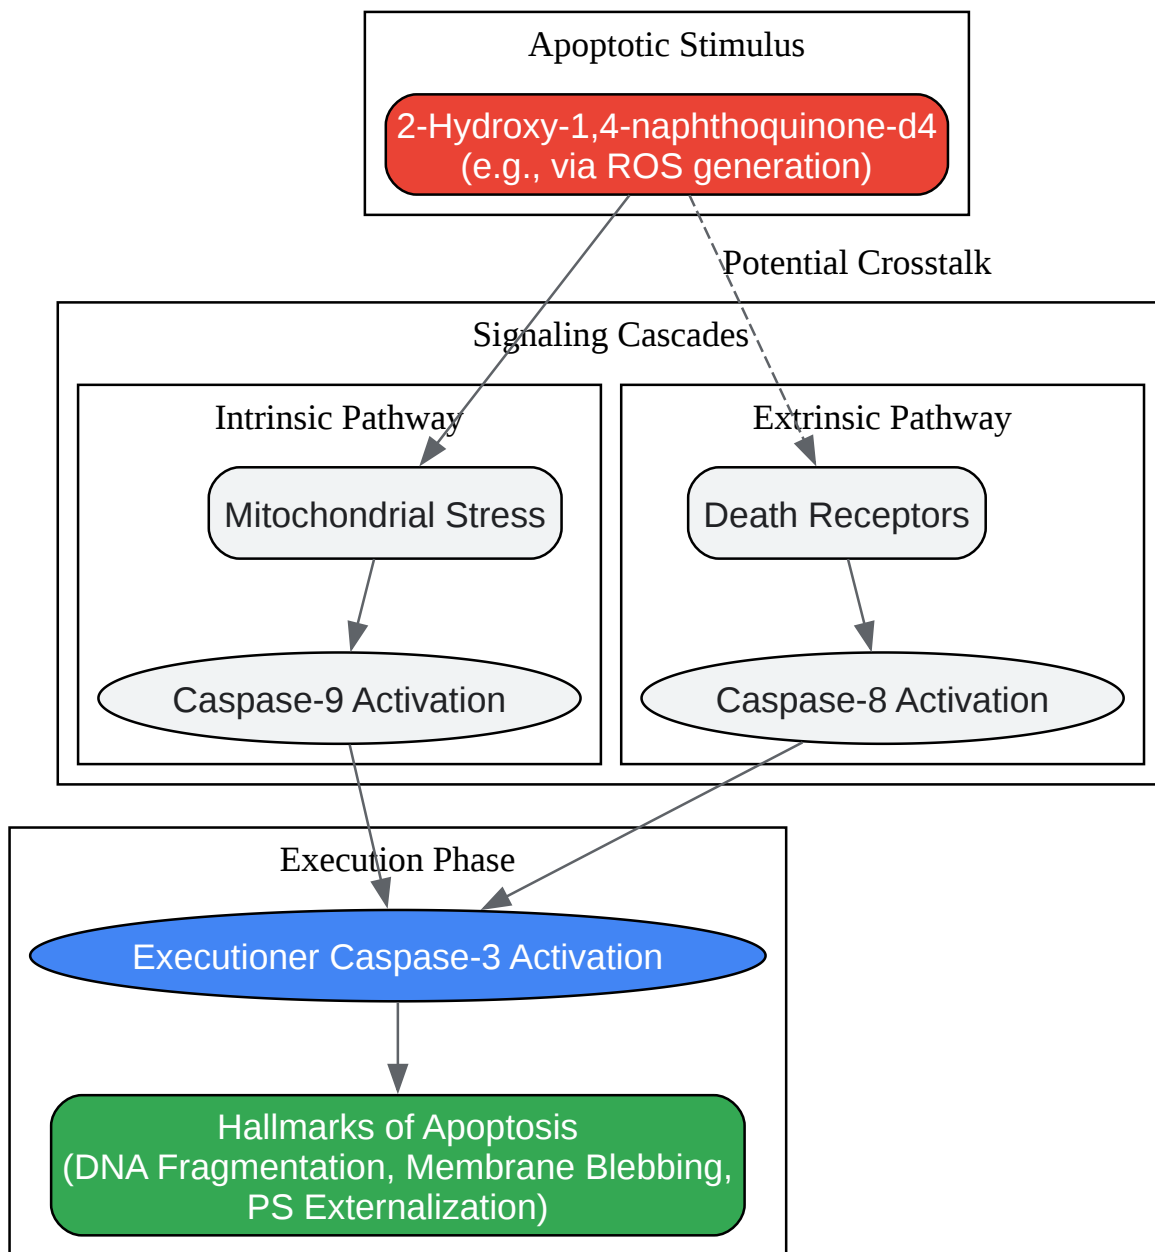 Apoptotic Stimulus
2-Hydroxy-1,4-naphthoquinone-d4
(e.g., via ROS generation)
Potential Crosstalk
Signaling Cascades
Intrinsic Pathway
Extrinsic Pathway
Mitochondrial Stress
Death Receptors
Caspase-9 Activation
Caspase-8 Activation
Execution Phase
Executioner Caspase-3 Activation
Hallmarks of Apoptosis
(DNA Fragmentation, Membrane Blebbing,
PS Externalization)